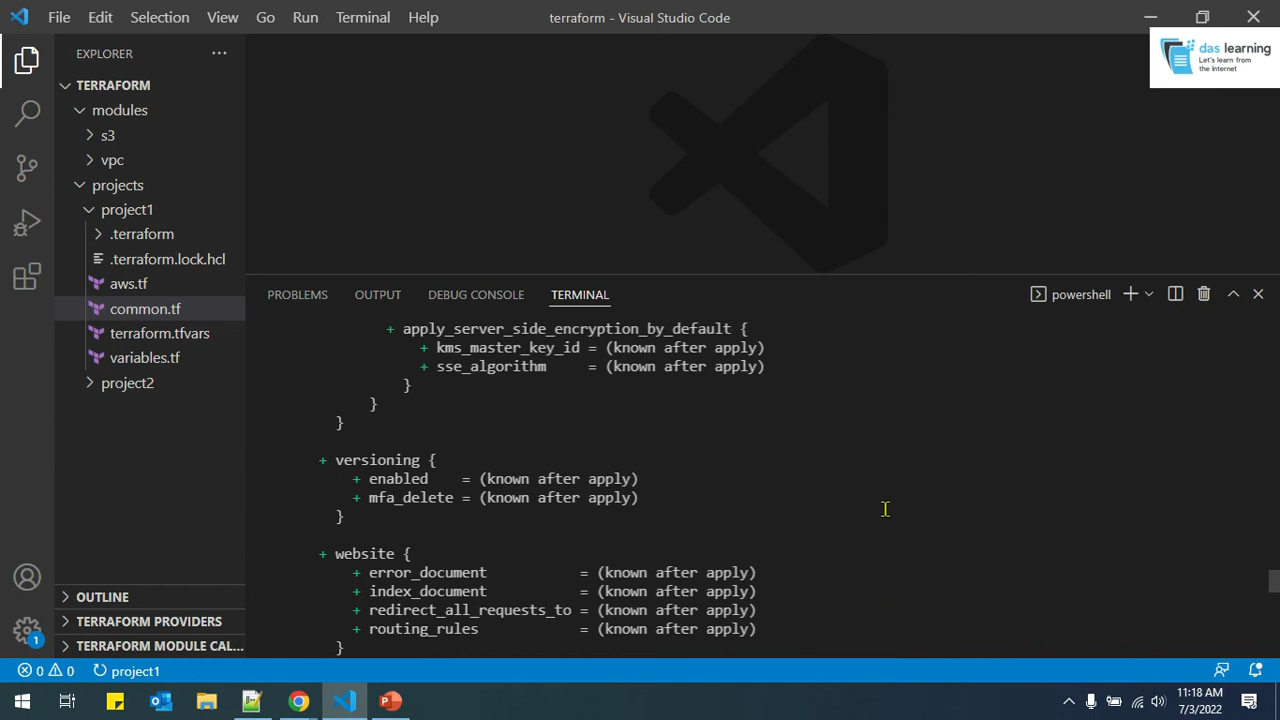 File Edit Selection View Go Run Terminal Help
terraform - Visual Studio Code
das learning
Let's learn from
the Internet
EXPLORER
TERRAFORM
modules
s3
vpc
projects
project1
.terraform
.terraform.lock.hcl
aws.tf
common.tf
terraform.tfvars
variables.tf
project2
OUTLINE
TERRAFORM PROVIDERS
TERRAFORM MODULE CAL...
PROBLEMS OUTPUT DEBUG CONSOLE TERMINAL
powershell
+ apply_server_side_encryption_by_default {
+ kms_master_key_id = (known after apply)
+ sse_algorithm     = (known after apply)
}
}
}
+ versioning {
+ enabled    = (known after apply)
+ mfa_delete = (known after apply)
}
+ website {
+ error_document           = (known after apply)
+ index_document           = (known after apply)
+ redirect_all_requests_to = (known after apply)
+ routing_rules            = (known after apply)
}
1
0 0 project1
11:18 AM
7/3/2022